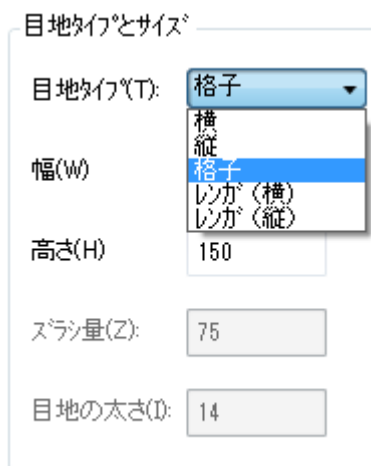 目地ﾀｲﾌﾟとｻｲｽﾞ
目地ﾀｲﾌﾟ(T): 格子
横
縦
幅(W) 格子
ﾚﾝｶﾞ（横）
ﾚﾝｶﾞ（縦）
高さ(H) 150
ｽﾞﾗｼ量(Z): 75
目地の太さ(I): 14